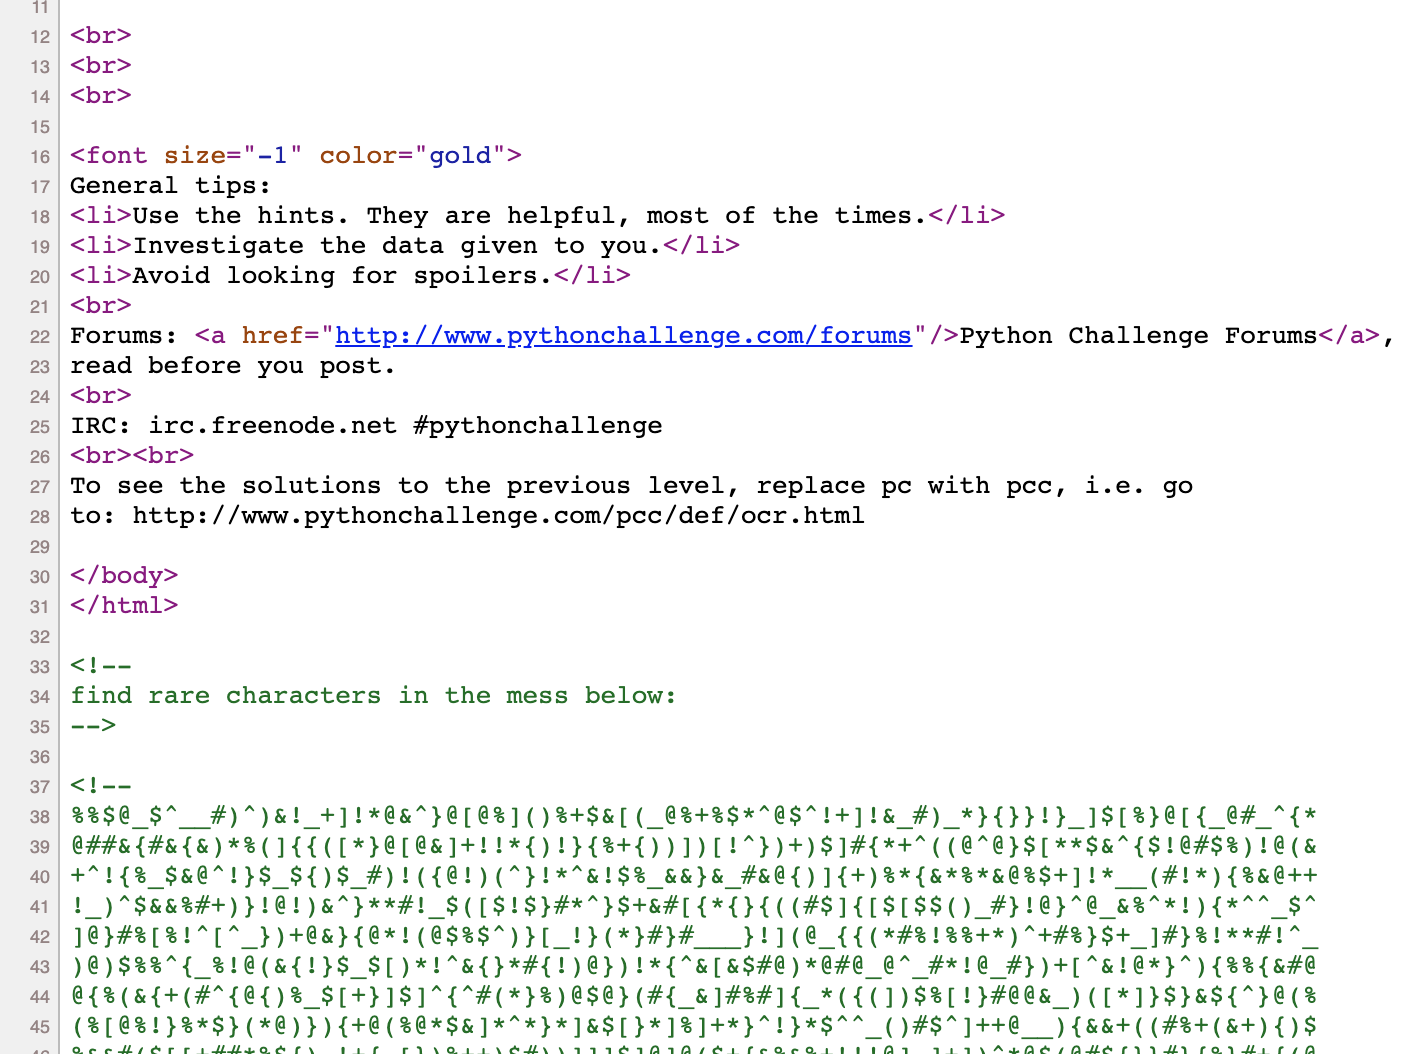 11
12 <br>
13 <br>
14 <br>
15
16 <font size="-1" color="gold">
17 General tips:
18 <li>Use the hints. They are helpful, most of the times.</li>
19 <li>Investigate the data given to you.</li>
20 <li>Avoid looking for spoilers.</li>
21 <br>
22 Forums: <a href="http://www.pythonchallenge.com/forums"/>Python Challenge Forums</a>,
23 read before you post.
24 <br>
25 IRC: irc.freenode.net #pythonchallenge
26 <br><br>
27 To see the solutions to the previous level, replace pc with pcc, i.e. go
28 to: http://www.pythonchallenge.com/pcc/def/ocr.html
29
30 </body>
31 </html>
32
33 <!--
34 find rare characters in the mess below:
35 -->
36
37 <!--
38 %%$@_$^__#)^)&!_+]!*@&^}@[@%]()%+$&[(_@%+%$*^@$^!+]!&_#)_*}{}}!}_]$[%}@[{_@#_^{*
39 @##&{#&{&)*%(]{{([*}@[@&]+!!*{)!}{%+{))])[!^})+)$]#{*+^((@^@}$[**$&^{$!@#$%)!@(&
40 +^!{%_$&@^!}$_${)$_#)!({@!)(^}!*^&!$%_&&}&_#&@{)]{+)%*{&*%*&@%$+]!*__(#!*){%&@++
41 !_)^$&&%#+)}!@!)&^}**#!_$([$!$}#*^}$+&#[{*{}{((#$]{[$[$$()_#}!@}^@_&%^*!){*^^_$^
42 ]@}#%[%!^[^_})+@&}{@*!(@$%$^)}[_!}(*}#}#___}!](@_{{(*#%!%%+*)^+#%}$+_]#}%!**#!^_
43 )@)$%%^{_%!@(&{!}$_$[)*!^&{}*#{!)@})!*{^&[&$#@)*@#@_@^_#*!@_#})+[^&!@*}^){%%{&#@
44 @{%(&{+(#^{@{)%_$[+}]$]^{^#(*}%)@$@}(#{_&]#%#]{_*({(])$%[!}#@@&_)([*]}$}&${^}@(%
45 (%[@%!}%*$}(*@)}){+@(%@*$&]*^*}*]&$[}*]%]+*}^!}*$^^_()#$^]++@__){&&+((#%+(&+){)$